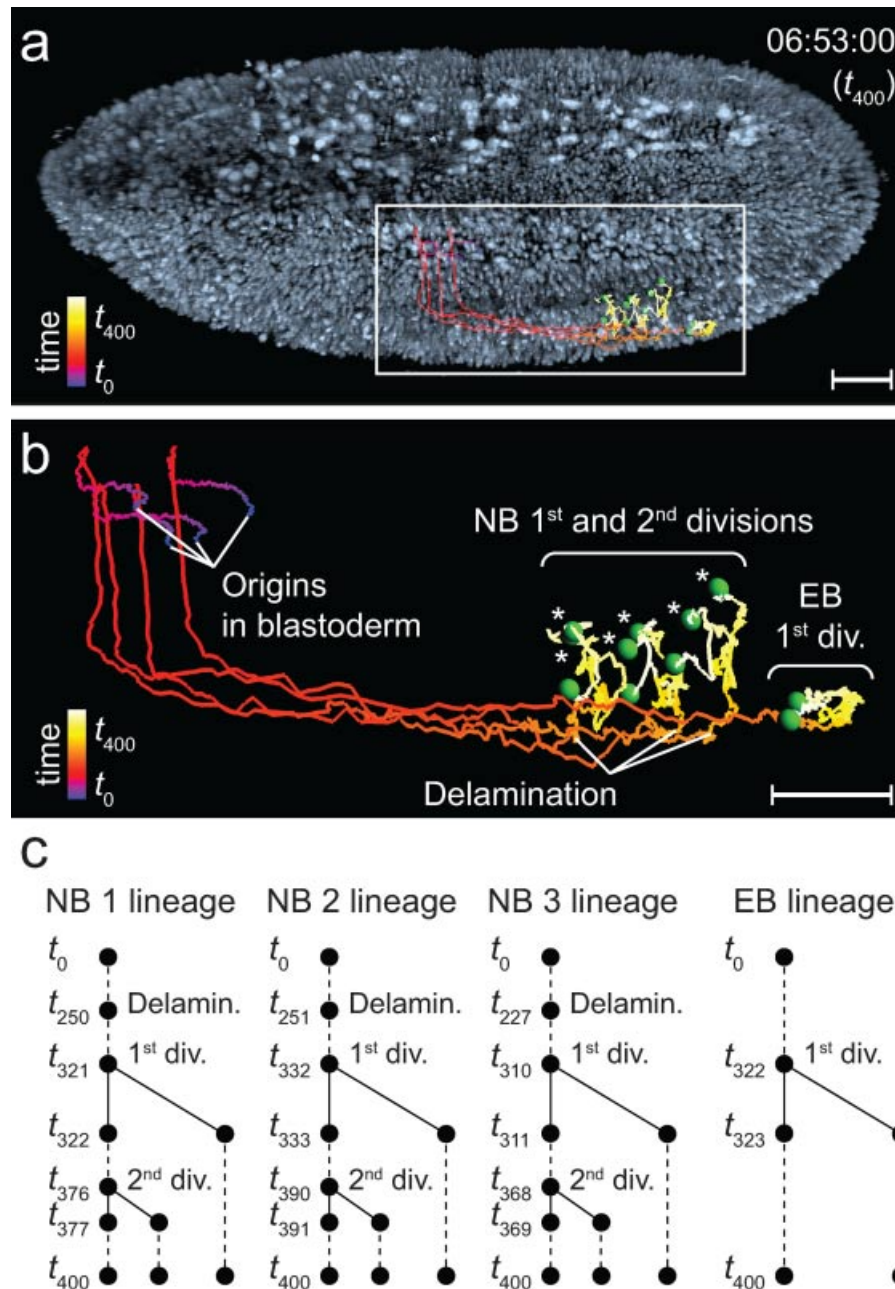 a
06:53:00
(t400)
time
t400
t0
b
NB 1st and 2nd divisions
Origins
in blastoderm
EB
1st div.
* * * * * *
time
t400
t0
Delamination
c
NB 1 lineage
t0
t250 Delamin.
t321 1st div.
t322
t376 2nd div.
t377
t400
NB 2 lineage
t0
t251 Delamin.
t332 1st div.
t333
t390 2nd div.
t391
t400
NB 3 lineage
t0
t227 Delamin.
t310 1st div.
t311
t368 2nd div.
t369
t400
EB lineage
t0
t322 1st div.
t323
t400